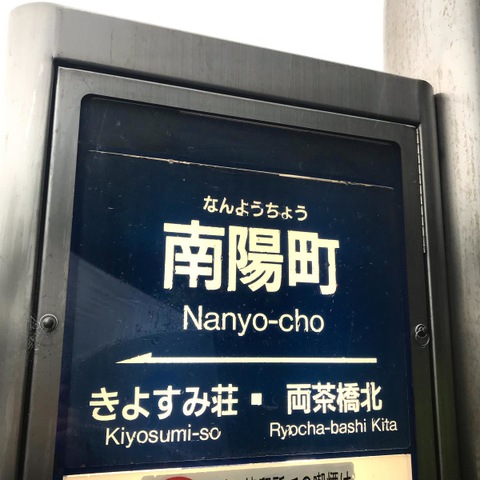 なんようちょう
南陽町
Nanyo-cho
きよすみ荘 ▪ 両茶橋北
Kiyosumi-so Ryocha-bashi Kita